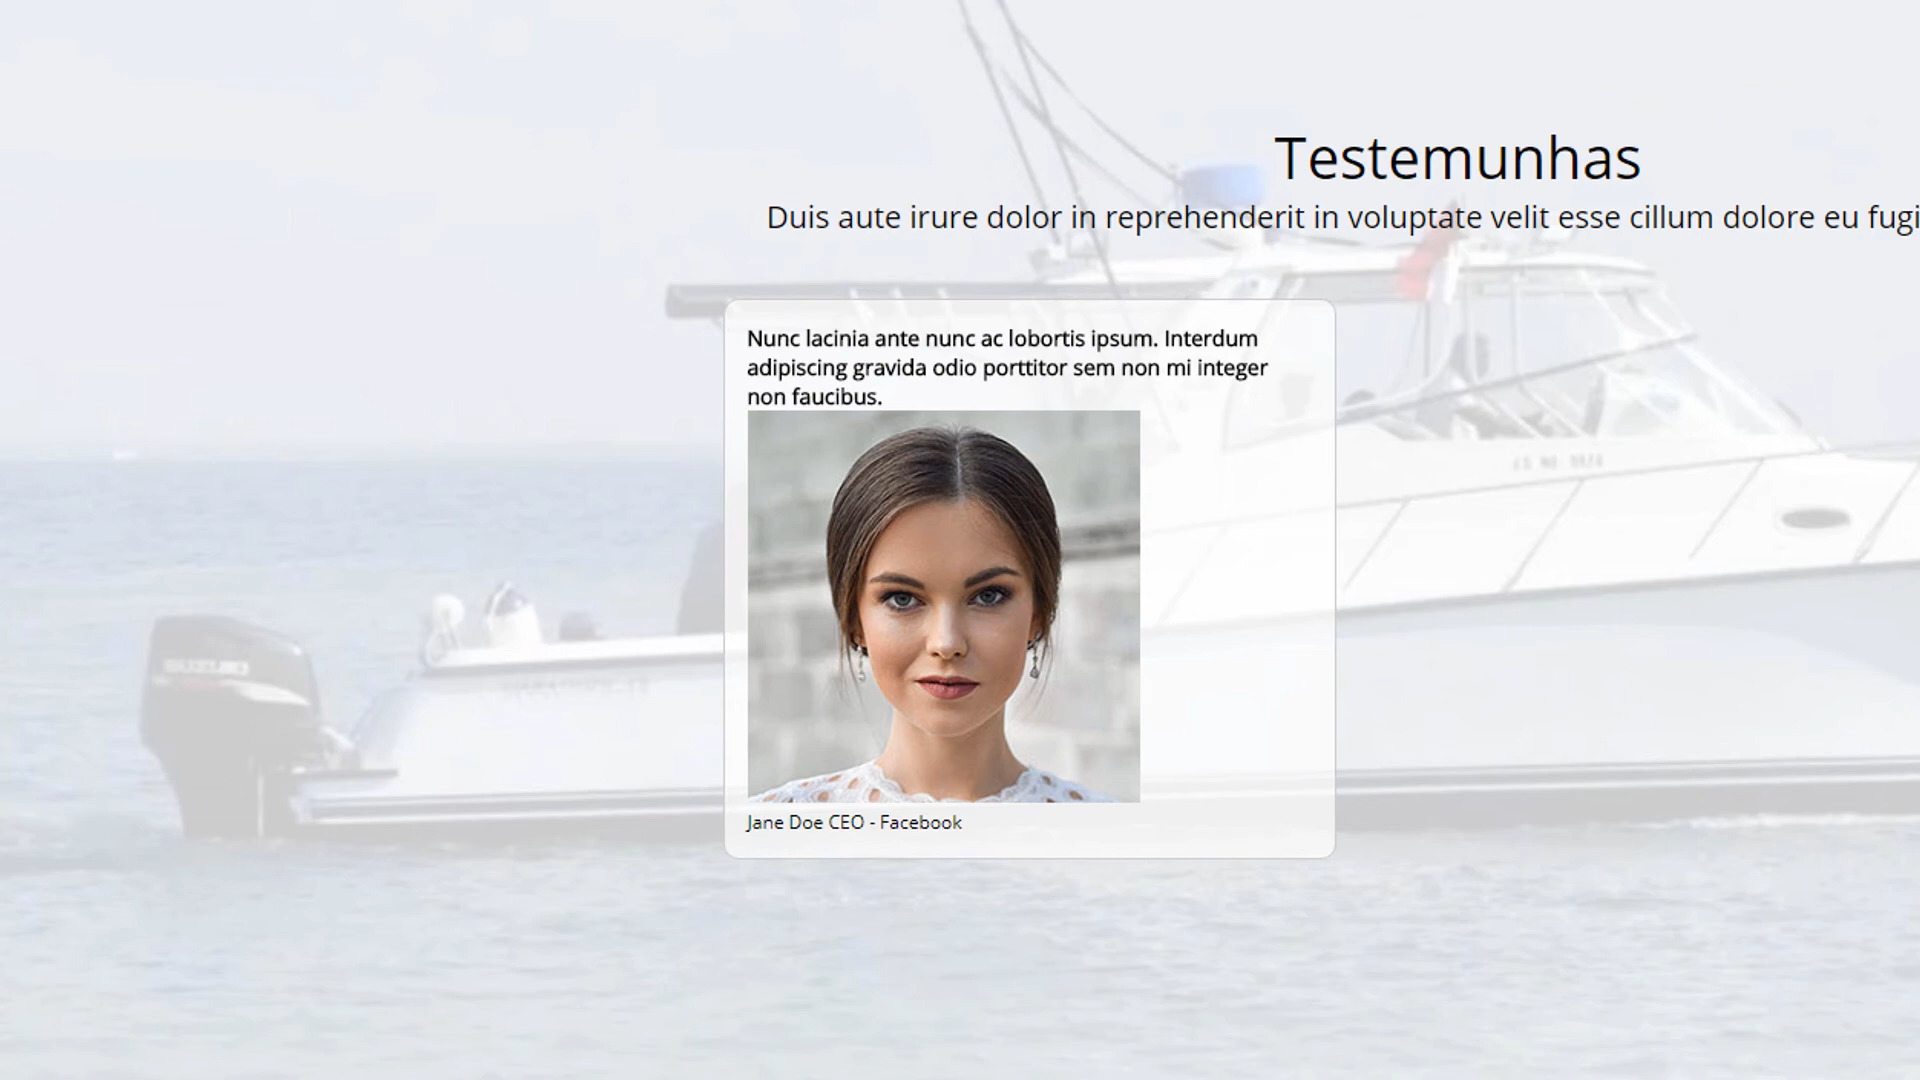 Testemunhas
Duis aute irure dolor in reprehenderit in voluptate velit esse cillum dolore eu fugi
Nunc lacinia ante nunc ac lobortis ipsum. Interdum
adipiscing gravida odio porttitor sem non mi integer
non faucibus.
SUZUKI
Jane Doe CEO - Facebook